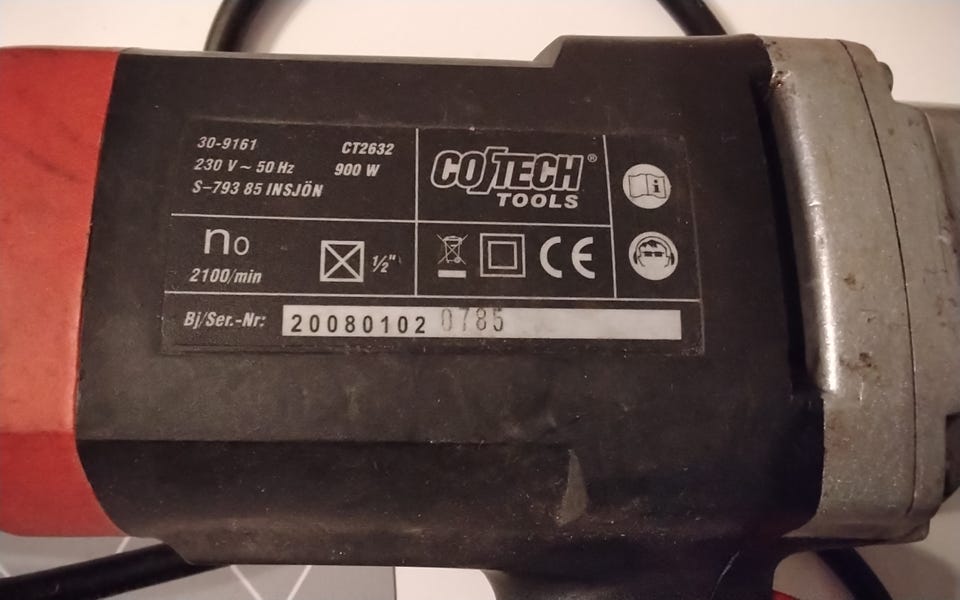 30-9161
CT2632
230 V ~ 50 Hz
900 W
S-793 85 INSJÖN
COTECH®
TOOLS
n0
2100/min
1/2"
CE
Bj/Ser.-Nr:
20080102 0785